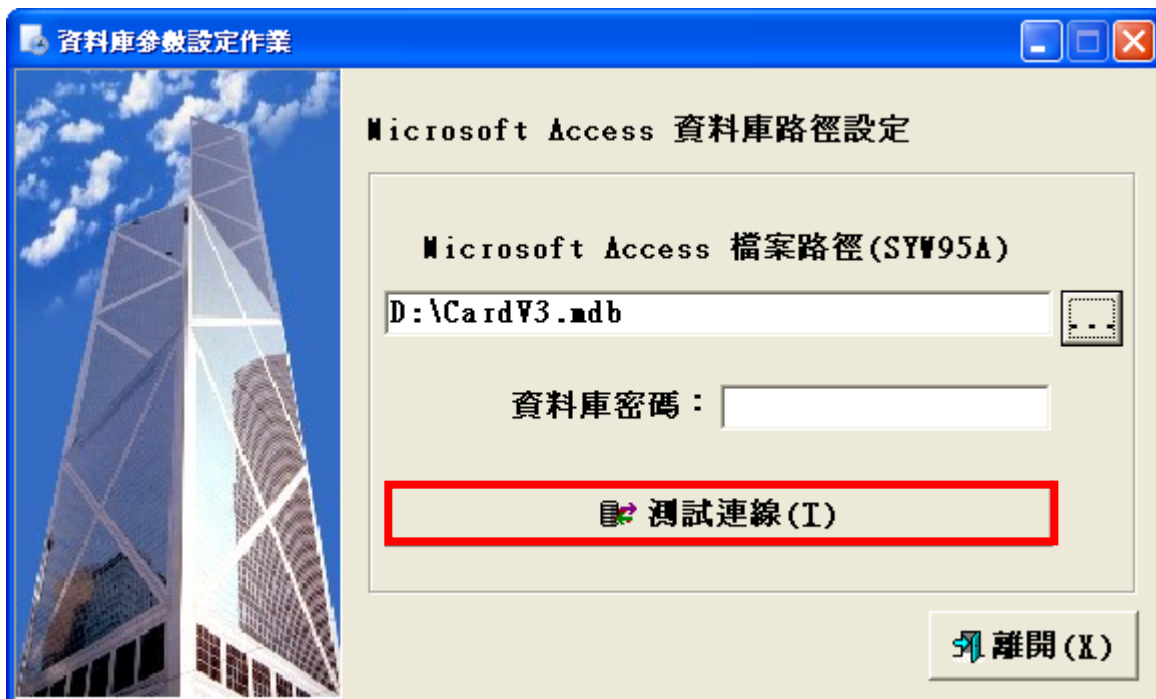 資料庫參數設定作業
Microsoft Access 資料庫路徑設定
Microsoft Access 檔案路徑(SYW95A)
D:\CardV3.mdb
...
資料庫密碼：
測試連線(T)
離開(X)